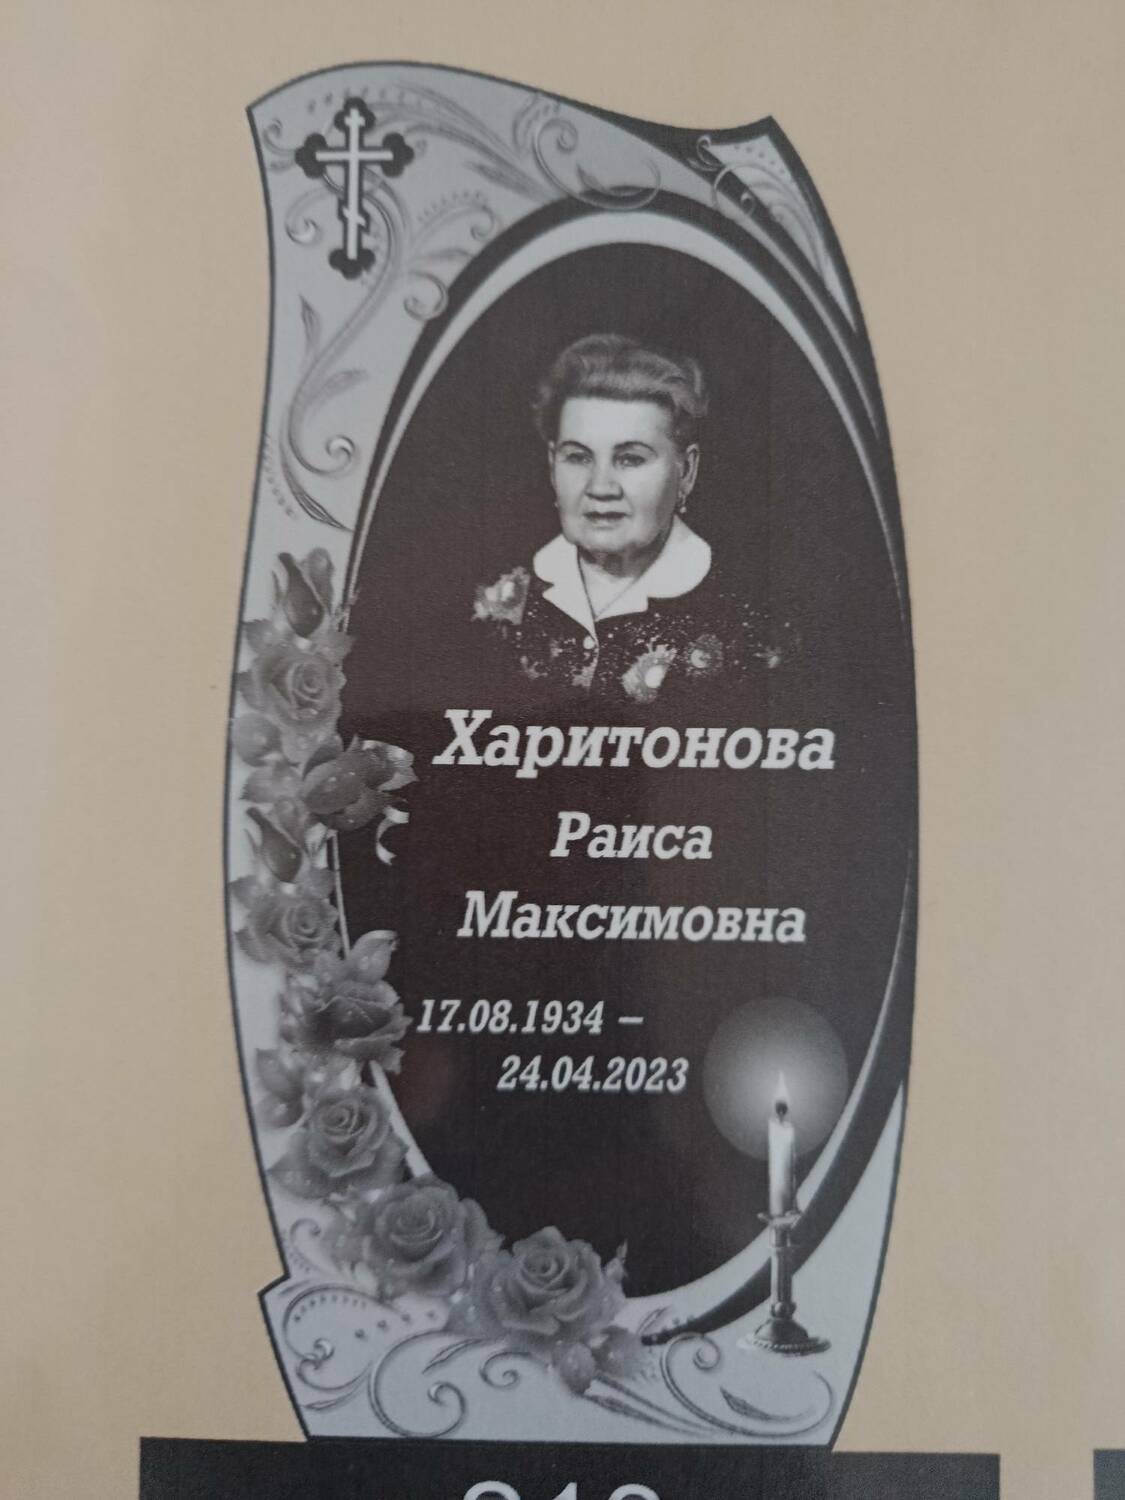 Харитонова
Раиса
Максимовна
17.08.1934 –
24.04.2023